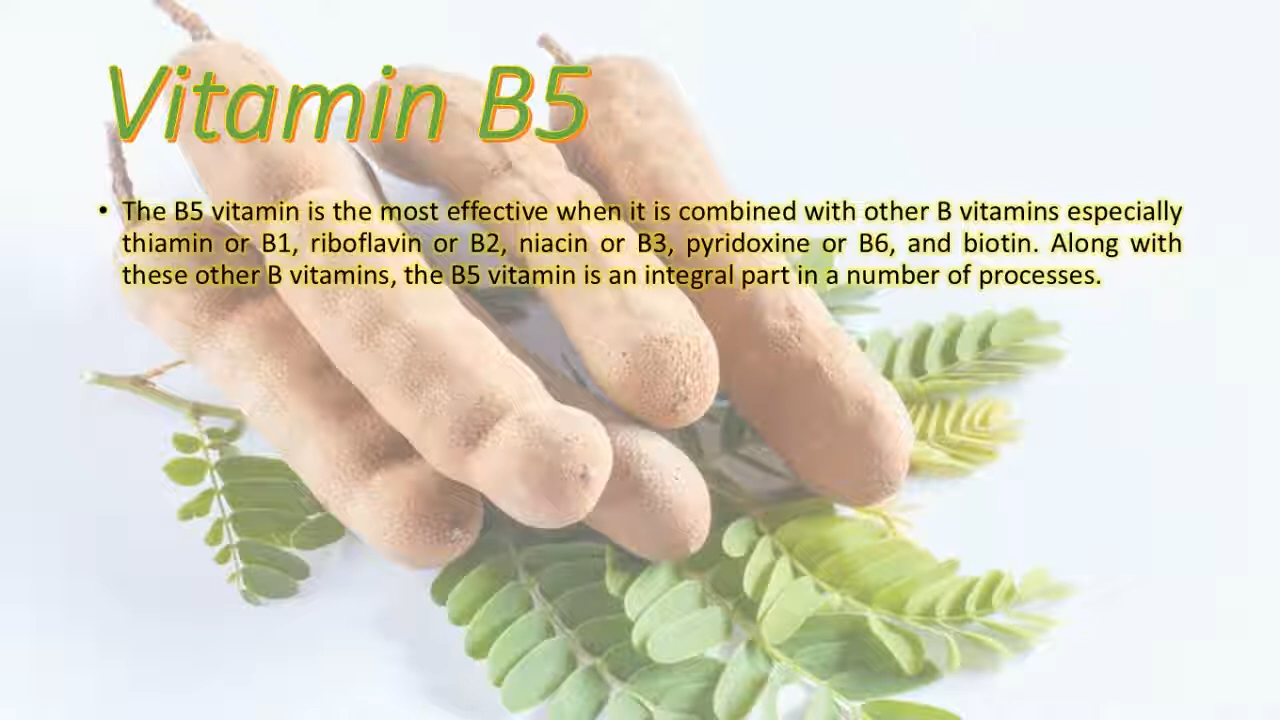 Vitamin B5
• The B5 vitamin is the most effective when it is combined with other B vitamins especially
thiamin or B1, riboflavin or B2, niacin or B3, pyridoxine or B6, and biotin. Along with
these other B vitamins, the B5 vitamin is an integral part in a number of processes.